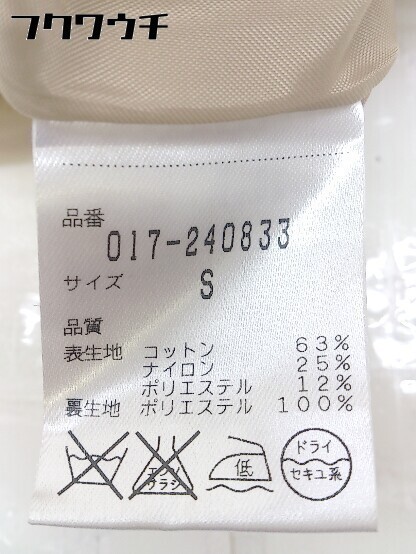 フクワウチ
品番
017-240833
サイズ S
品質
表生地 コットン 63%
ナイロン 25%
ポリエステル 12%
裏生地 ポリエステル 100%
エンソサラシ
低
ドライ
セキユ系